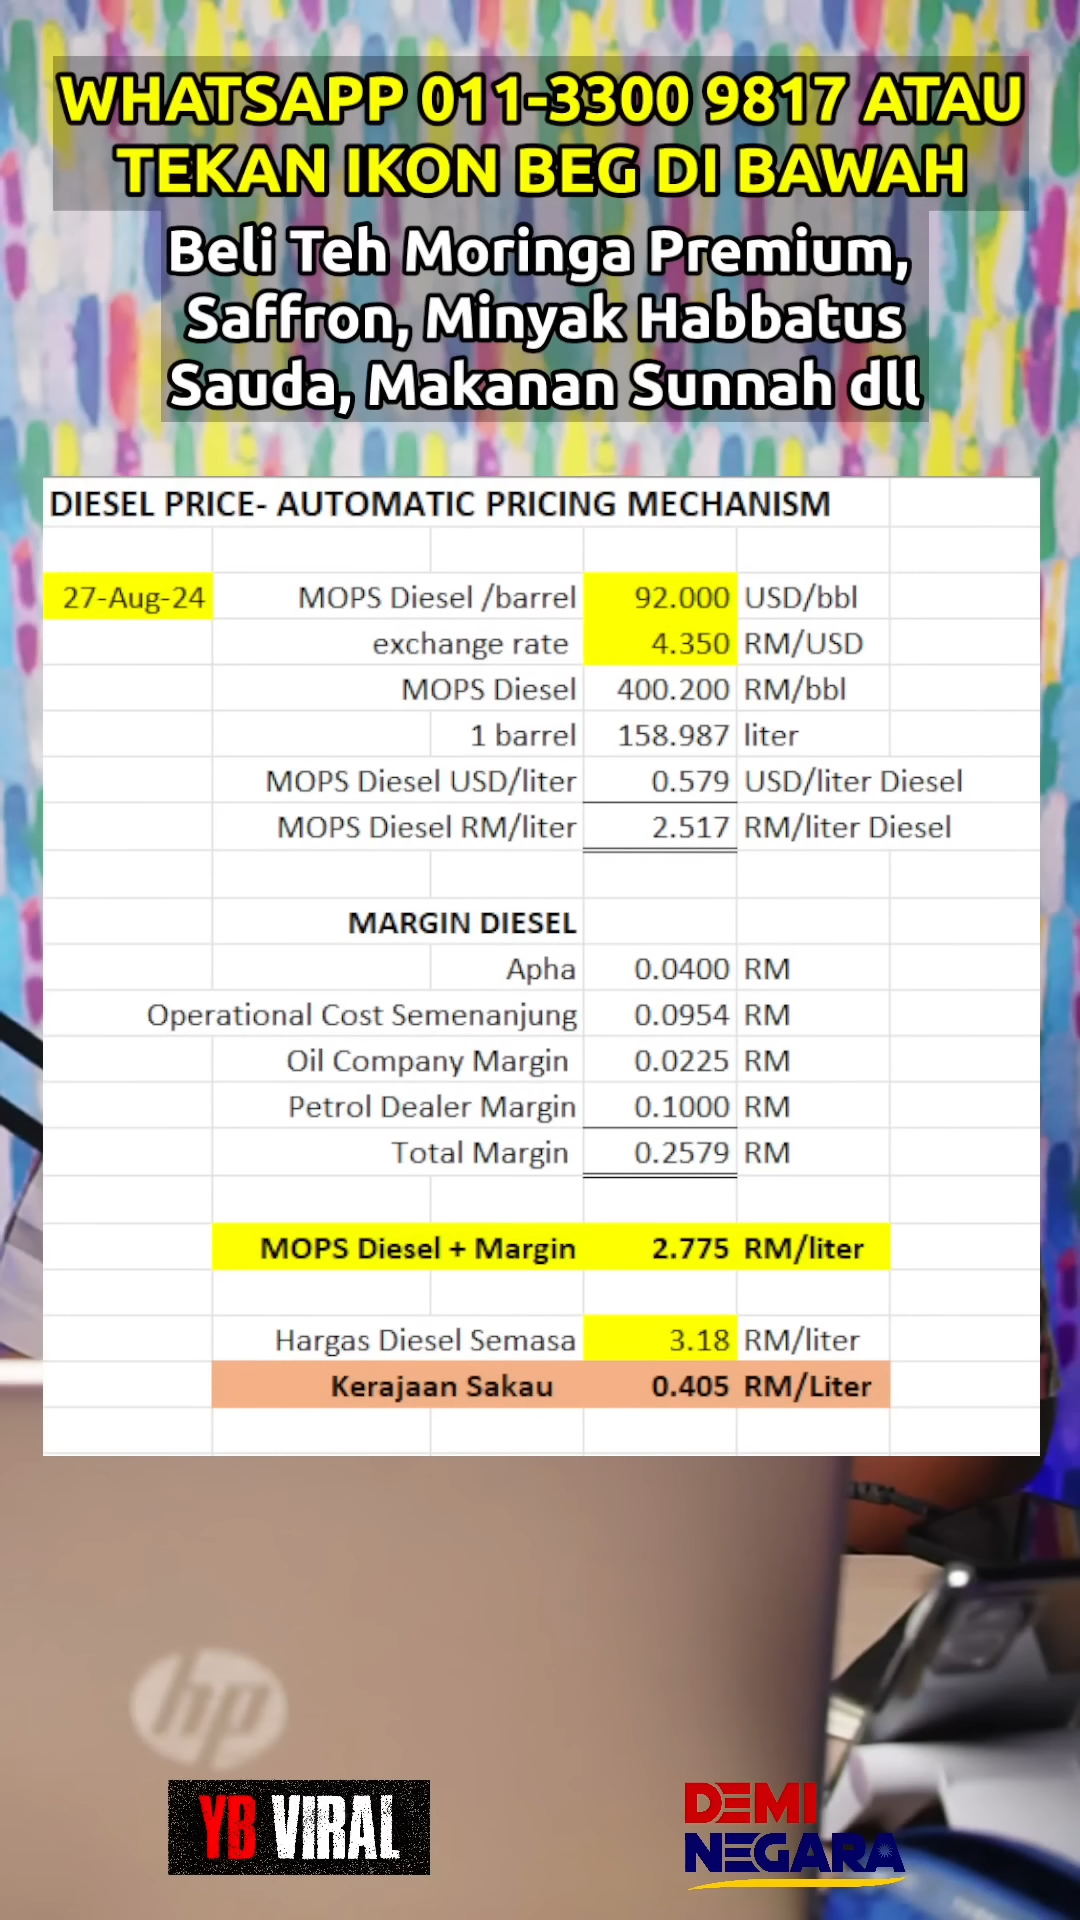 WHATSAPP 011-3300 9817 ATAU
TEKAN IKON BEG DI BAWAH
Beli Teh Moringa Premium,
Saffron, Minyak Habbatus
Sauda, Makanan Sunnah dll
DIESEL PRICE- AUTOMATIC PRICING MECHANISM
27-Aug-24 MOPS Diesel /barrel 92.000 USD/bbl
exchange rate 4.350 RM/USD
MOPS Diesel 400.200 RM/bbl
1 barrel 158.987 liter
MOPS Diesel USD/liter 0.579 USD/liter Diesel
MOPS Diesel RM/liter 2.517 RM/liter Diesel
MARGIN DIESEL
Apha 0.0400 RM
Operational Cost Semenanjung 0.0954 RM
Oil Company Margin 0.0225 RM
Petrol Dealer Margin 0.1000 RM
Total Margin 0.2579 RM
MOPS Diesel + Margin 2.775 RM/liter
Hargas Diesel Semasa 3.18 RM/liter
Kerajaan Sakau 0.405 RM/Liter
hp
YB VIRAL
DEMI
NEGARA